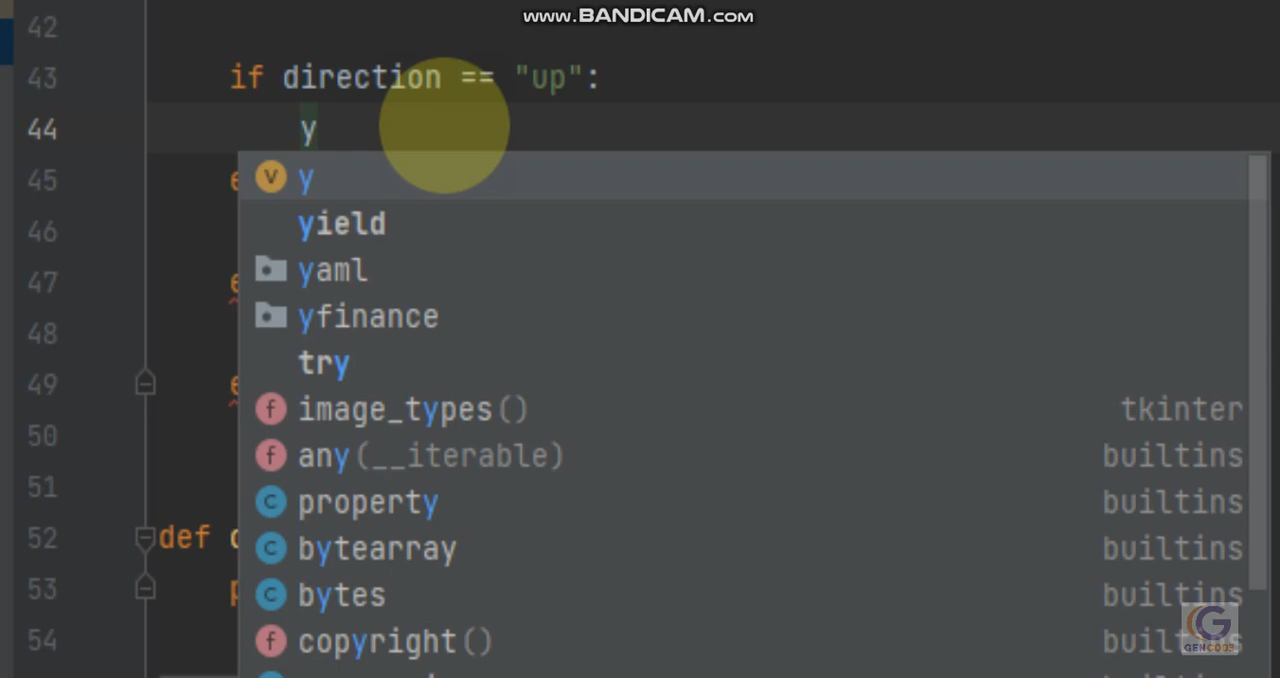 www.BANDICAM.com
42
43 if direction == "up":
44 y
45 e
46
47 e
48
49 e
50
51
52 def c
53 p
54
y
yield
yaml
yfinance
try
image_types() tkinter
any(__iterable) builtins
property builtins
bytearray builtins
bytes builtins
copyright() builtins
GENCODS